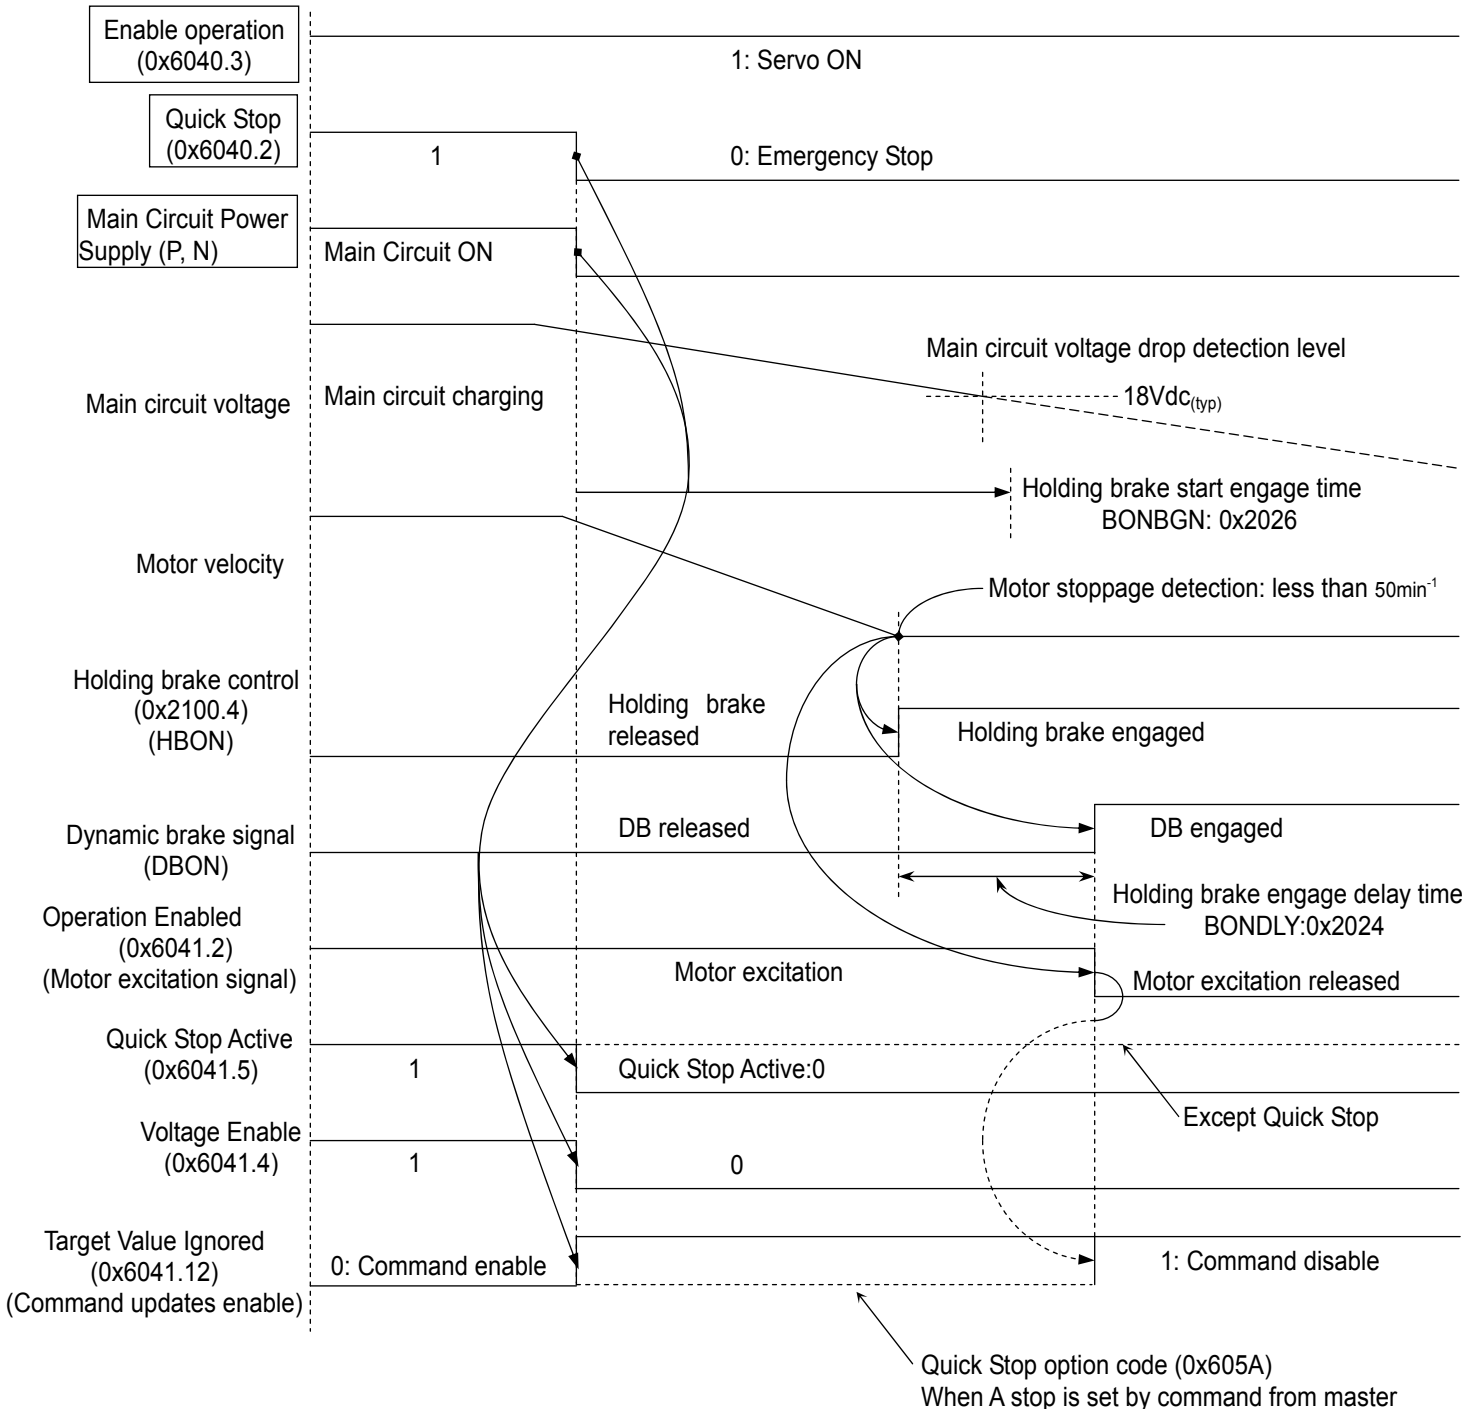 Enable operation
(0x6040.3)
1: Servo ON
Quick Stop
(0x6040.2)
1
0: Emergency Stop
Main Circuit Power
Supply (P, N)
Main Circuit ON
Main circuit voltage drop detection level
18Vdc(typ)
Main circuit voltage
Main circuit charging
Holding brake start engage time
BONBGN: 0x2026
Motor velocity
Motor stoppage detection: less than 50min-1
Holding brake control
(0x2100.4)
(HBON)
Holding brake
released
Holding brake engaged
Dynamic brake signal
(DBON)
DB released
DB engaged
Holding brake engage delay time
BONDLY:0x2024
Operation Enabled
(0x6041.2)
(Motor excitation signal)
Motor excitation
Motor excitation released
Quick Stop Active
(0x6041.5)
1
Quick Stop Active:0
Except Quick Stop
Voltage Enable
(0x6041.4)
1
0
Target Value Ignored
(0x6041.12)
(Command updates enable)
0: Command enable
1: Command disable
Quick Stop option code (0x605A)
When A stop is set by command from master